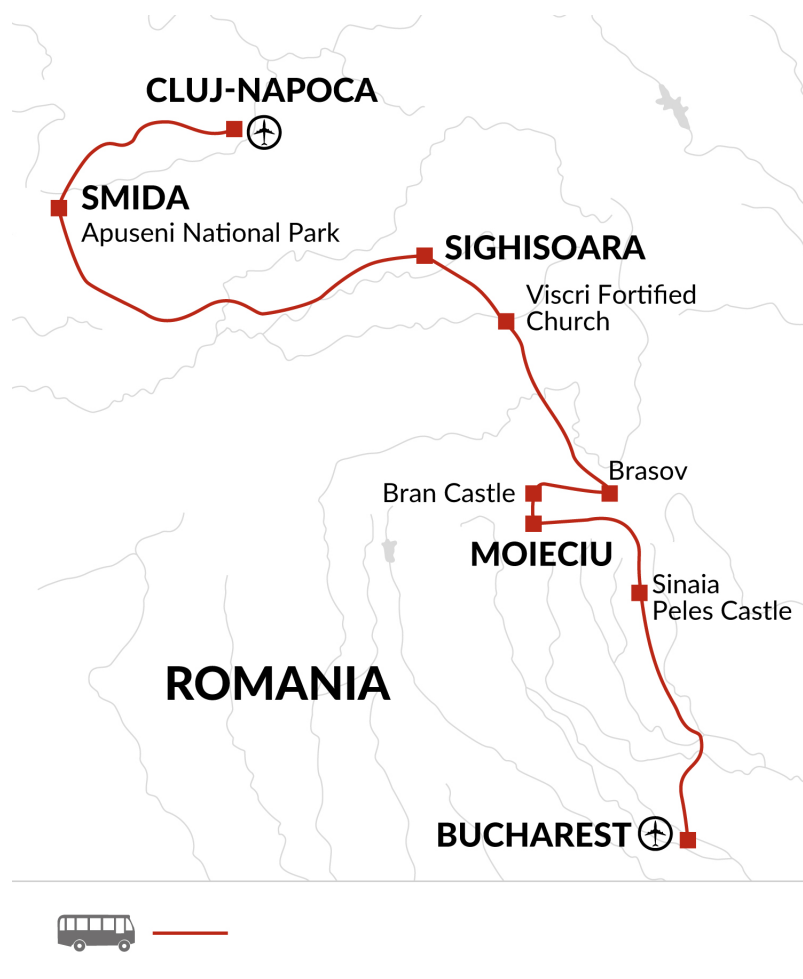 CLUJ-NAPOCA
SMIDA
Apuseni National Park
SIGHISOARA
Viscri Fortified
Church
Brasov
Bran Castle
MOIECIU
Sinaia
Peles Castle
ROMANIA
BUCHAREST